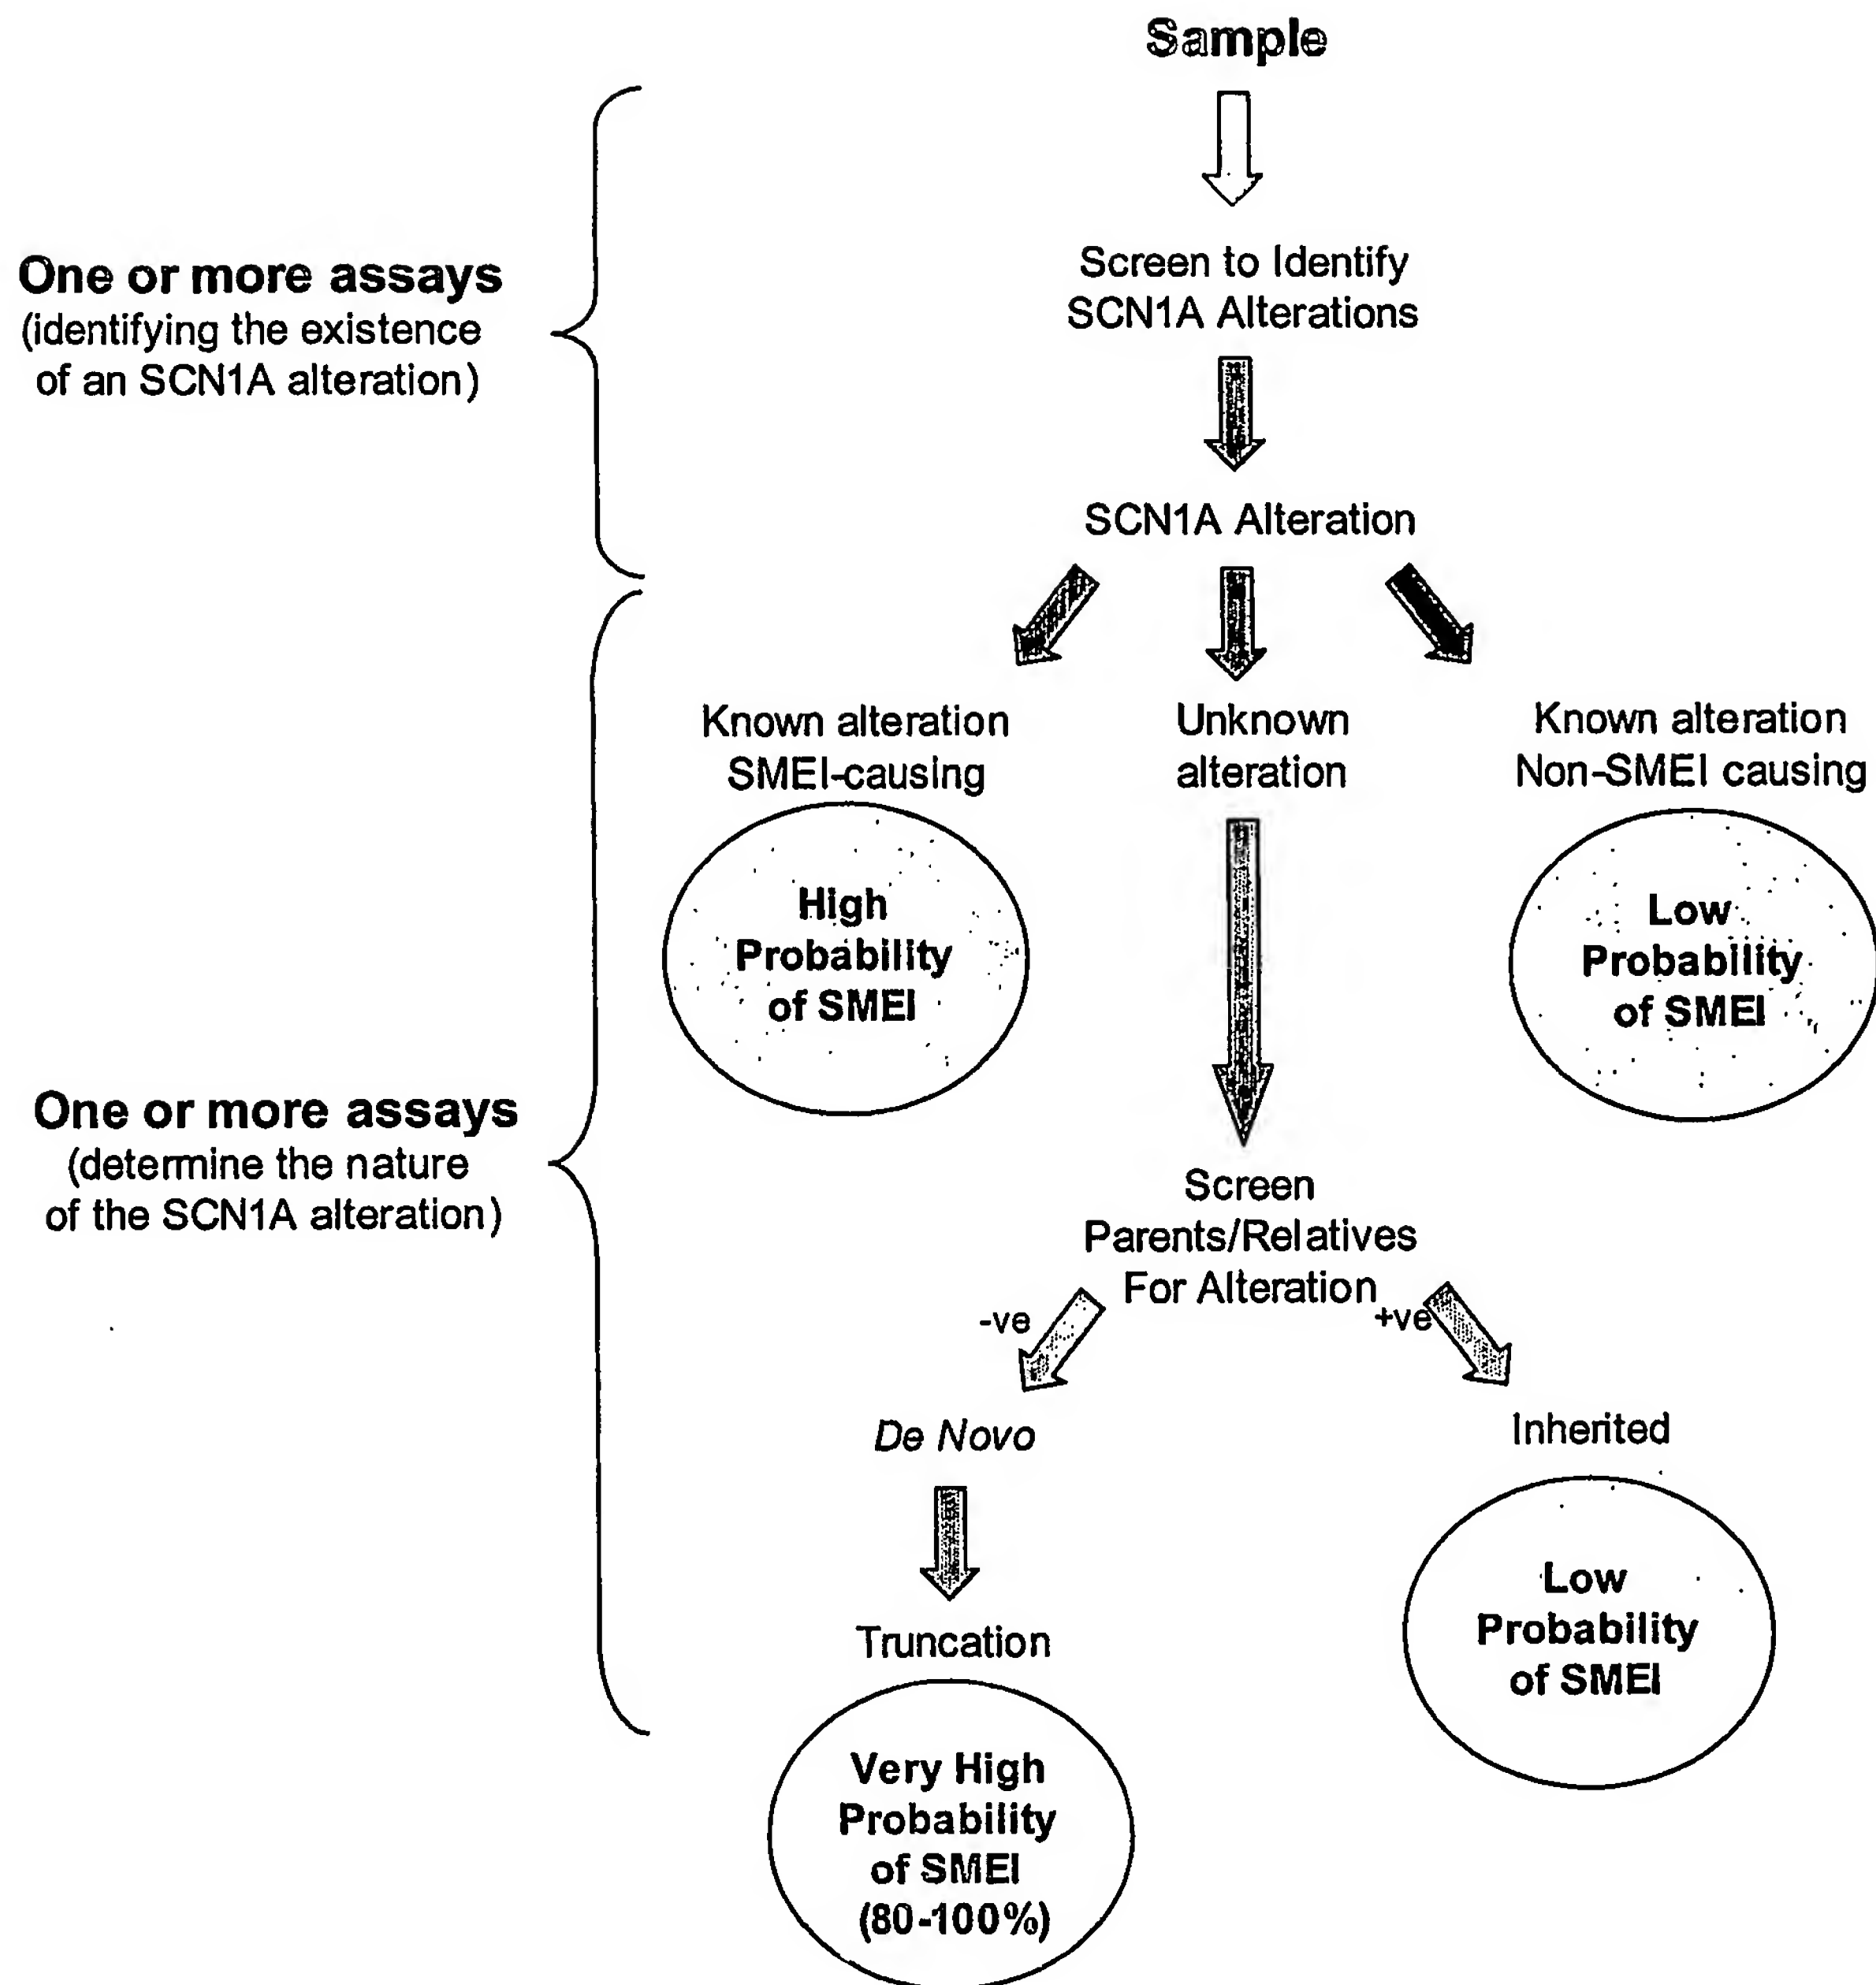 Sample
One or more assays
(identifying the existence
of an SCN1A alteration)
Screen to Identify
SCN1A Alterations
SCN1A Alteration
Known alteration
SMEI-causing
Unknown
alteration
Known alteration
Non-SMEI causing
High
Probability
of SMEI
Low
Probability
of SMEI
One or more assays
(determine the nature
of the SCN1A alteration)
Screen
Parents/Relatives
For Alteration
-ve
+ve
De Novo
Inherited
Truncation
Low
Probability
of SMEI
Very High
Probability
of SMEI
(80-100%)